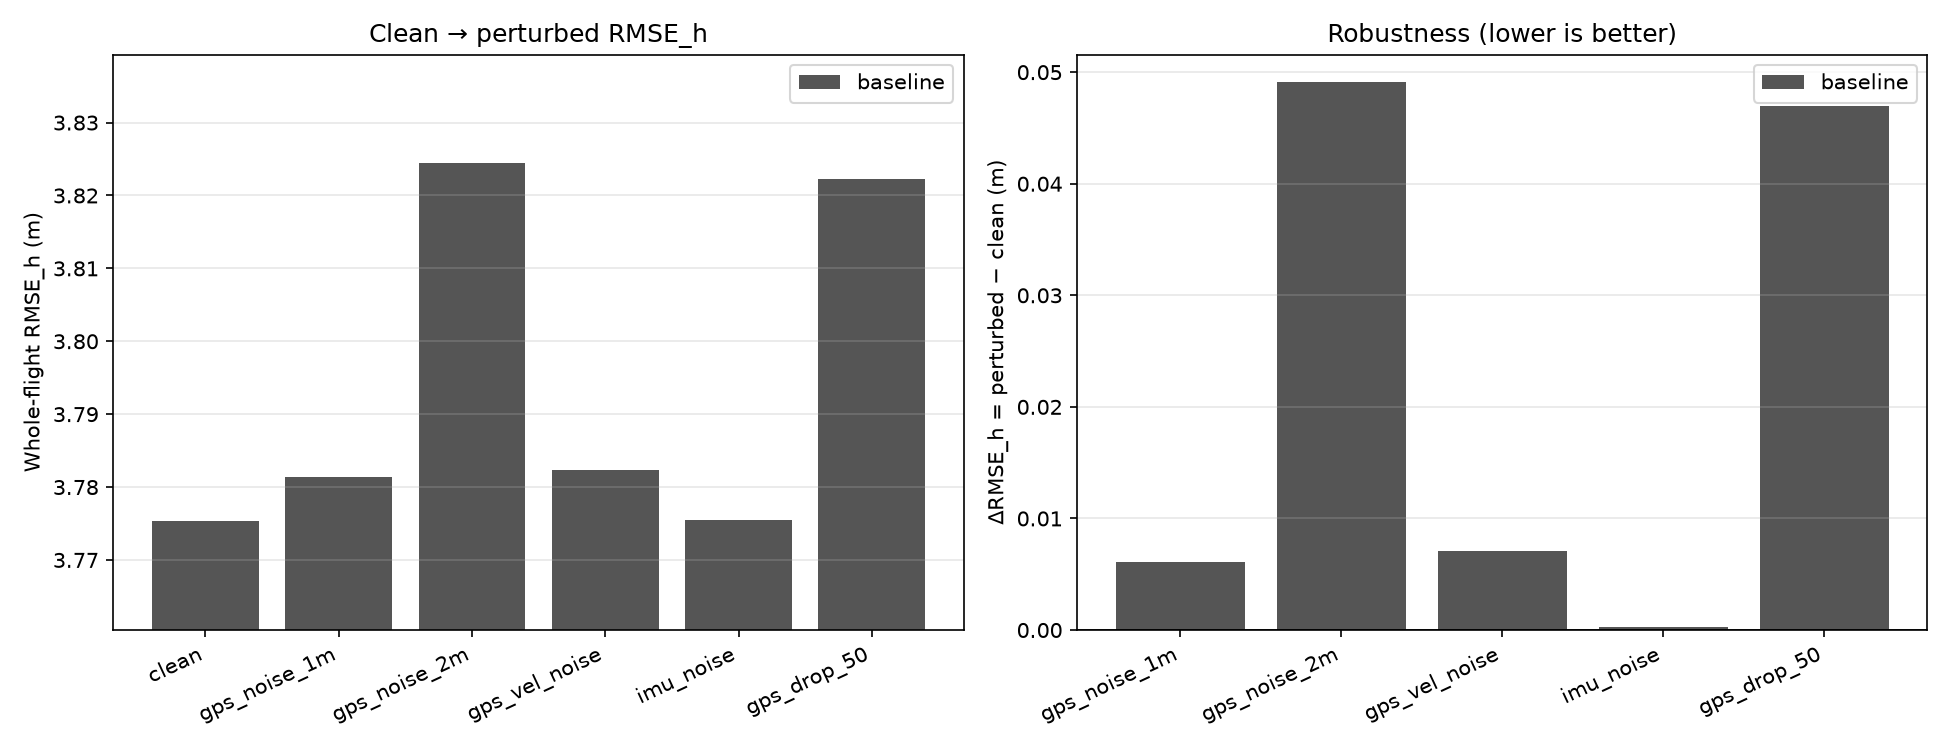 Clean → perturbed RMSE_h
baseline
Whole-flight RMSE_h (m)
3.83
3.82
3.81
3.80
3.79
3.78
3.77
clean
gps_noise_1m
gps_noise_2m
gps_vel_noise
imu_noise
gps_drop_50
Robustness (lower is better)
baseline
ΔRMSE_h = perturbed − clean (m)
0.05
0.04
0.03
0.02
0.01
0.00
gps_noise_1m
gps_noise_2m
gps_vel_noise
imu_noise
gps_drop_50